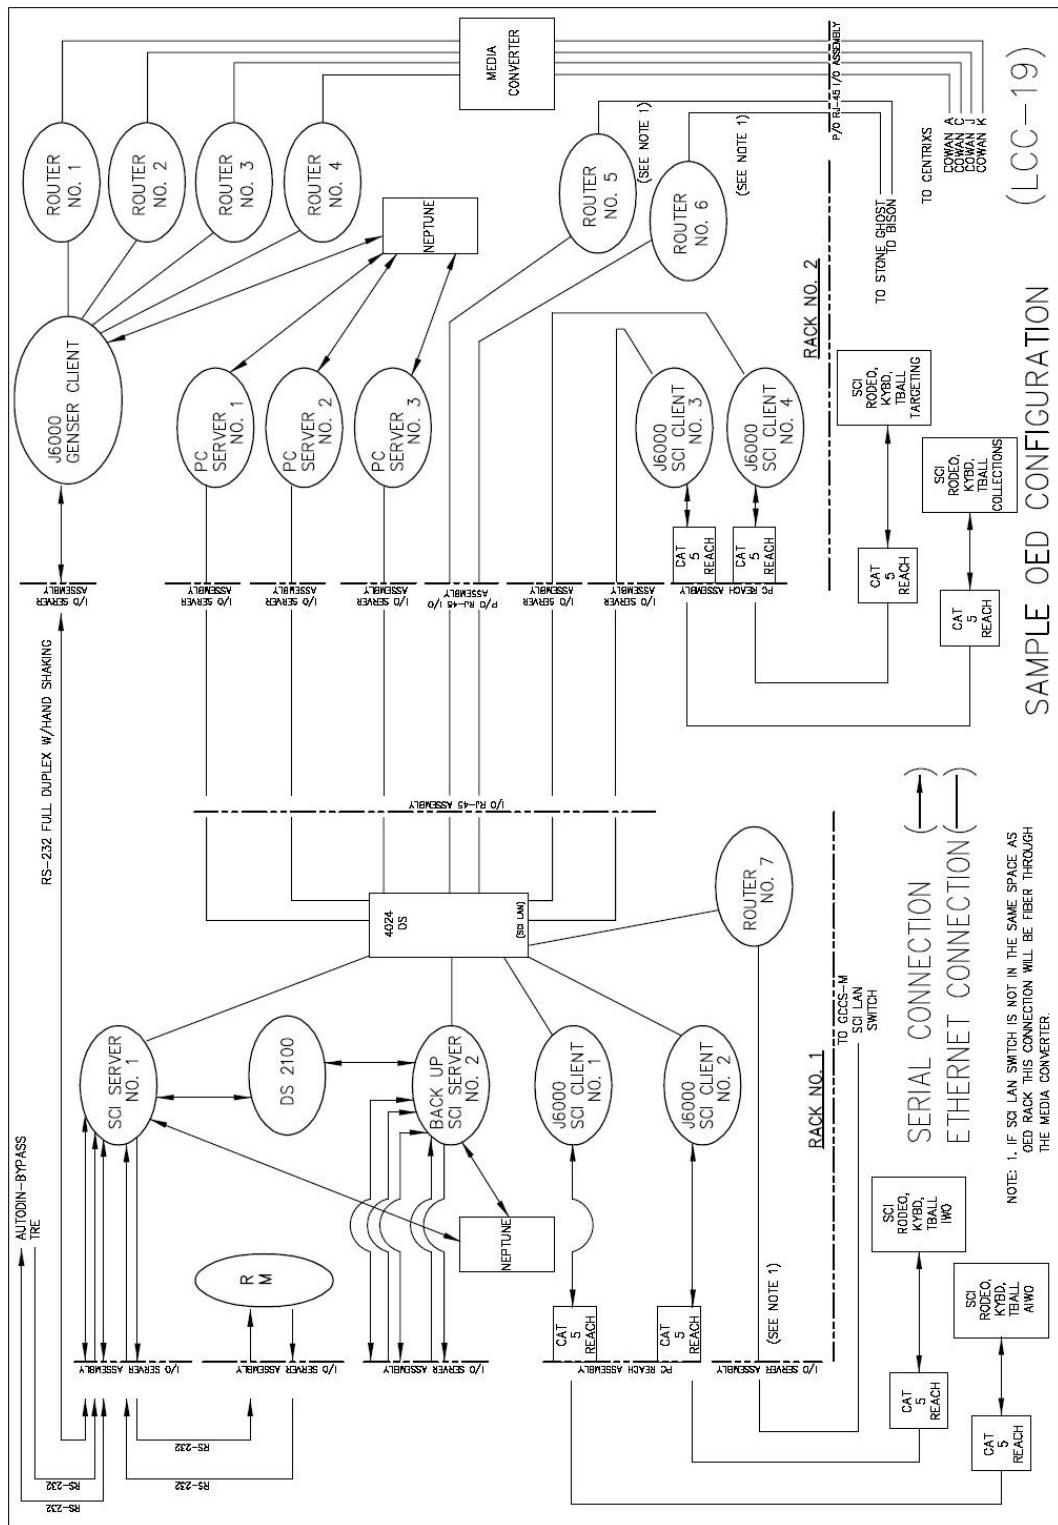 AUTODIN-BYPASS
TRE
RS-232 FULL DUPLEX W/HAND SHAKING
RS-232
RS-232
RS-232
RS-232
I/O SERVER
ASSEMBLY
I/O SERVER ASSEMBLY
I/O SERVER ASSEMBLY
PC REACH
ASSEMBLY
I/O SERVER
ASSEMBLY
SCI SERVER
NO. 1
DS 2100
R
M
BACK UP
SCI SERVER
NO. 2
NEPTUNE
J6000
SCI CLIENT
NO. 1
J6000
SCI CLIENT
NO. 2
CAT
5
REACH
CAT
5
REACH
4024
DS
(SCI LAN)
ROUTER
NO. 7
(SEE NOTE 1)
RACK NO. 1
TO GCCS-M
SCI LAN
SWITCH
CAT
5
REACH
SCI
RODEO,
KYBD,
TBALL
IWO
CAT
5
REACH
SCI
RODEO,
KYBD,
TBALL
AIWO
I/O RJ-45 ASSEMBLY
I/O SERVER
ASSEMBLY
I/O SERVER
ASSEMBLY
I/O SERVER
ASSEMBLY
I/O SERVER
ASSEMBLY
P/O RJ-45 I/O
ASSEMBLY
I/O SERVER
ASSEMBLY
I/O SERVER
ASSEMBLY
PC REACH
ASSEMBLY
J6000
GENSER CLIENT
ROUTER
NO. 1
ROUTER
NO. 2
ROUTER
NO. 3
ROUTER
NO. 4
PC
SERVER
NO. 1
PC
SERVER
NO. 2
PC
SERVER
NO. 3
NEPTUNE
MEDIA
CONVERTER
ROUTER
NO. 5
(SEE NOTE 1)
ROUTER
NO. 6
(SEE NOTE 1)
J6000
SCI CLIENT
NO. 3
J6000
SCI CLIENT
NO. 4
CAT
5
REACH
CAT
5
REACH
RACK NO. 2
P/O RJ-45 I/O ASSEMBLY
CAT
5
REACH
SCI
RODEO,
KYBD,
TBALL
TARGETING
CAT
5
REACH
SCI
RODEO,
KYBD,
TBALL
COLLECTIONS
TO STONE GHOST
TO BISON
TO CENTRIXS
COWAN A
COWAN C
COWAN J
COWAN K
SERIAL CONNECTION ( )
ETHERNET CONNECTION( )
NOTE: 1. IF SCI LAN SWITCH IS NOT IN THE SAME SPACE AS
OED RACK THIS CONNECTION WILL BE FIBER THROUGH
THE MEDIA CONVERTER.
SAMPLE OED CONFIGURATION (LCC-19)